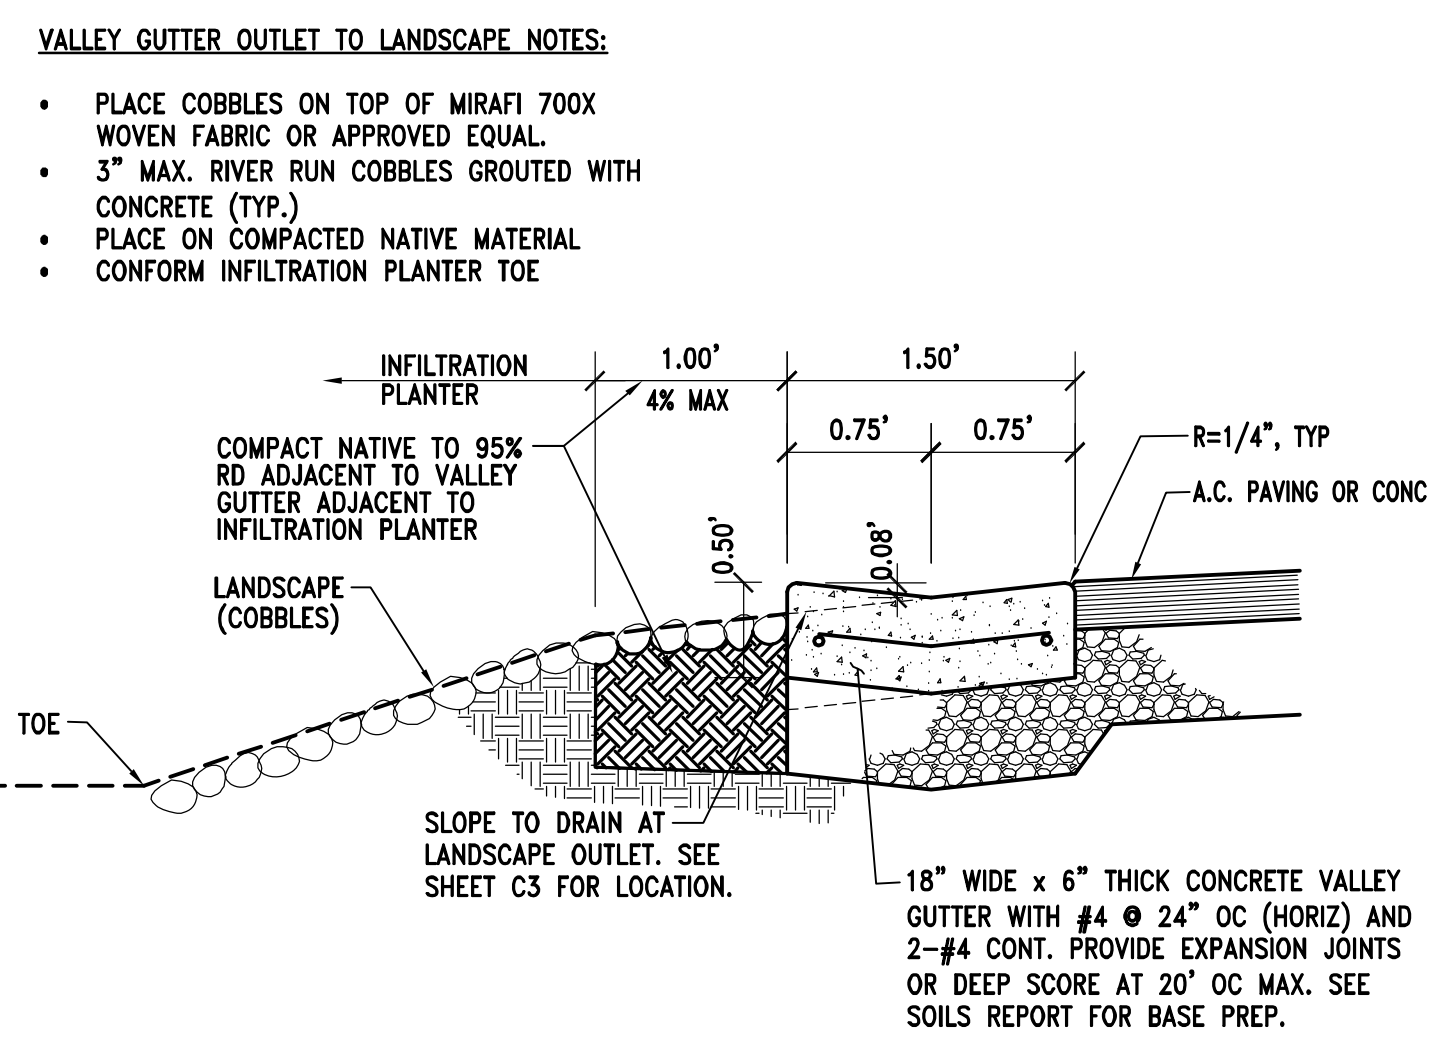 VALLEY GUTTER OUTLET TO LANDSCAPE NOTES:
• PLACE COBBLES ON TOP OF MIRAFI 700X
WOVEN FABRIC OR APPROVED EQUAL.
• 3" MAX. RIVER RUN COBBLES GROUTED WITH
CONCRETE (TYP.)
• PLACE ON COMPACTED NATIVE MATERIAL
• CONFORM INFILTRATION PLANTER TOE
INFILTRATION
PLANTER
1.00'
4% MAX
1.50'
0.75'
0.75'
R=1/4", TYP
A.C. PAVING OR CONC
COMPACT NATIVE TO 95%
RD ADJACENT TO VALLEY
GUTTER ADJACENT TO
INFILTRATION PLANTER
0.50'
0.08'
LANDSCAPE
(COBBLES)
TOE
SLOPE TO DRAIN AT
LANDSCAPE OUTLET. SEE
SHEET C3 FOR LOCATION.
18" WIDE x 6" THICK CONCRETE VALLEY
GUTTER WITH #4 @ 24" OC (HORIZ) AND
2-#4 CONT. PROVIDE EXPANSION JOINTS
OR DEEP SCORE AT 20' OC MAX. SEE
SOILS REPORT FOR BASE PREP.